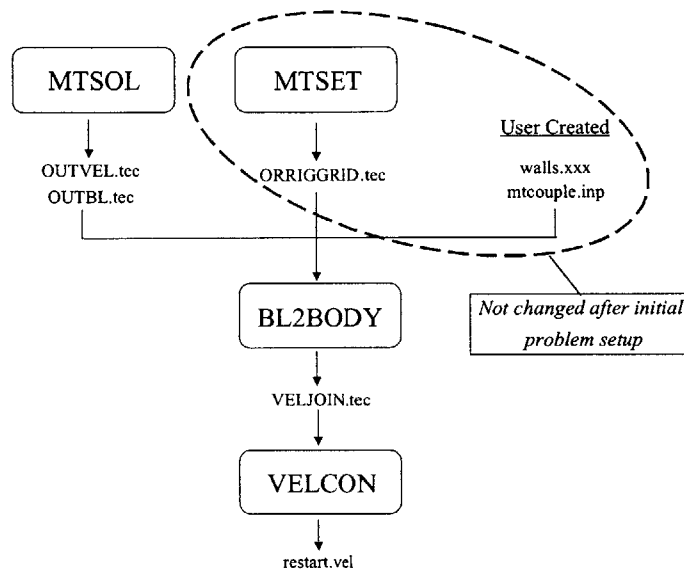 MTSOL
MTSET
User Created
OUTVEL.tec
OUTBL.tec
ORRIGGRID.tec
walls.xxx
mtcouple.inp
Not changed after initial
problem setup
BL2BODY
VELJOIN.tec
VELCON
restart.vel